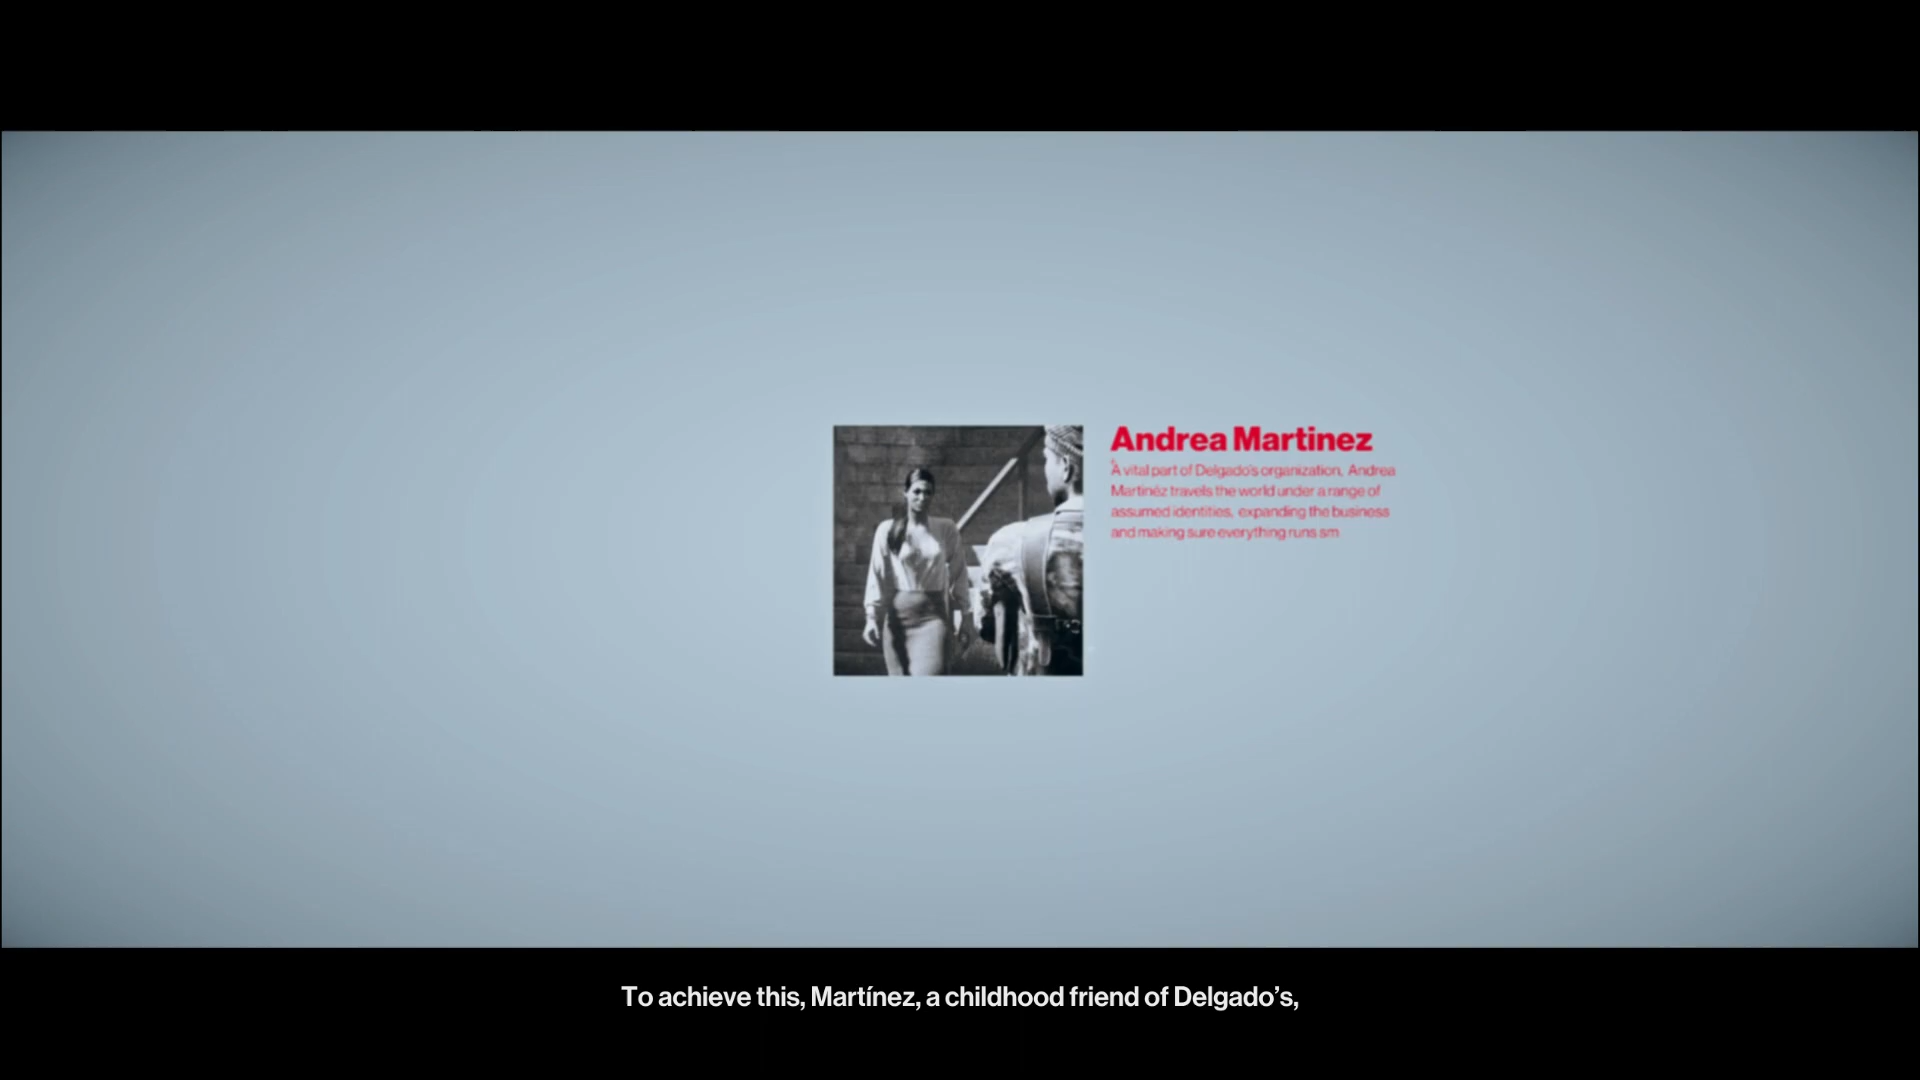 Andrea Martinez
A vital part of Delgado's organization, Andrea
Martinéz travels the world under a range of
assumed identities, expanding the business
and making sure everything runs sm
To achieve this, Martínez, a childhood friend of Delgado's,